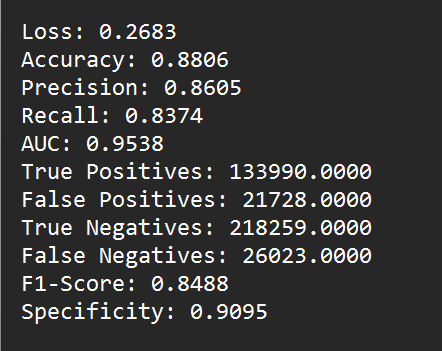 Loss: 0.2683
Accuracy: 0.8806
Precision: 0.8605
Recall: 0.8374
AUC: 0.9538
True Positives: 133990.0000
False Positives: 21728.0000
True Negatives: 218259.0000
False Negatives: 26023.0000
F1-Score: 0.8488
Specificity: 0.9095